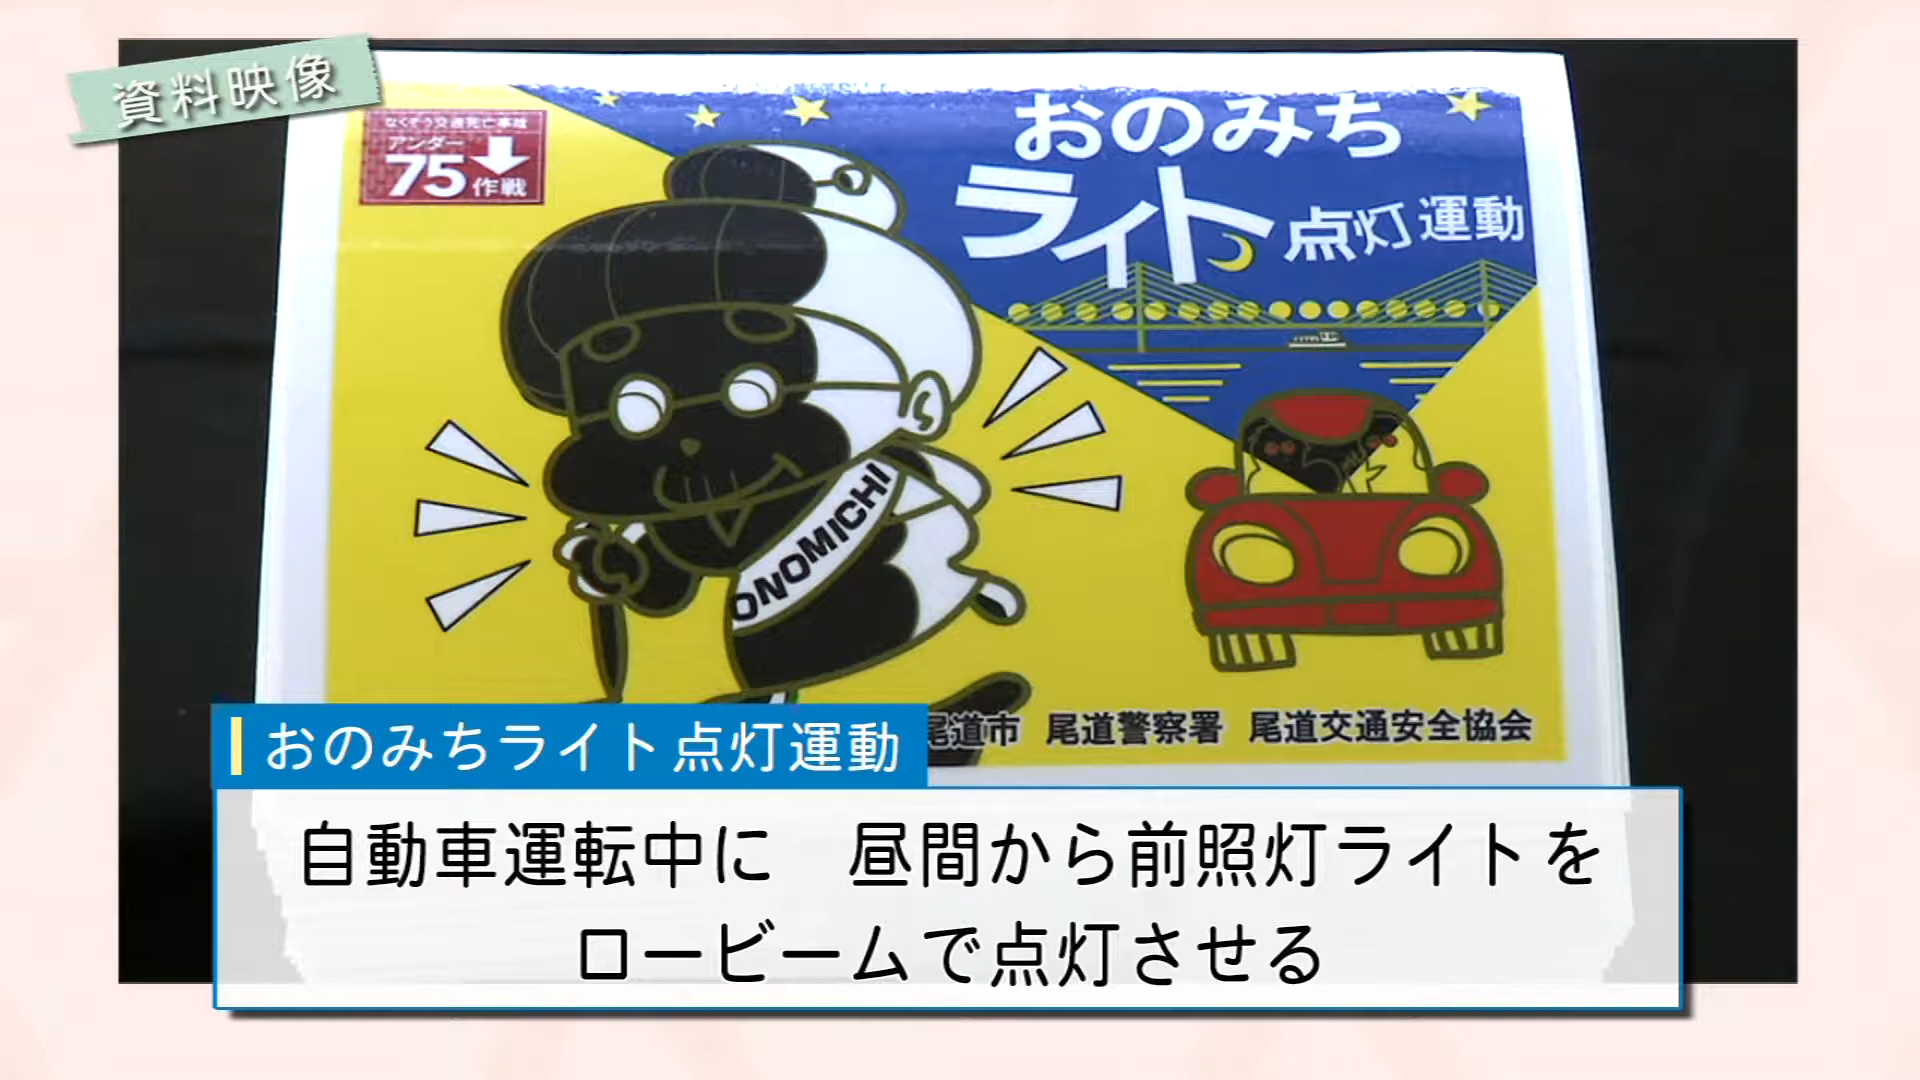 資料映像
なくそう交通死亡事故
アンダー
75作戦
おのみち
ライト点灯運動
ONOMICHI
尾道市 尾道警察署 尾道交通安全協会
おのみちライト点灯運動
自動車運転中に 昼間から前照灯ライトを
ロービームで点灯させる